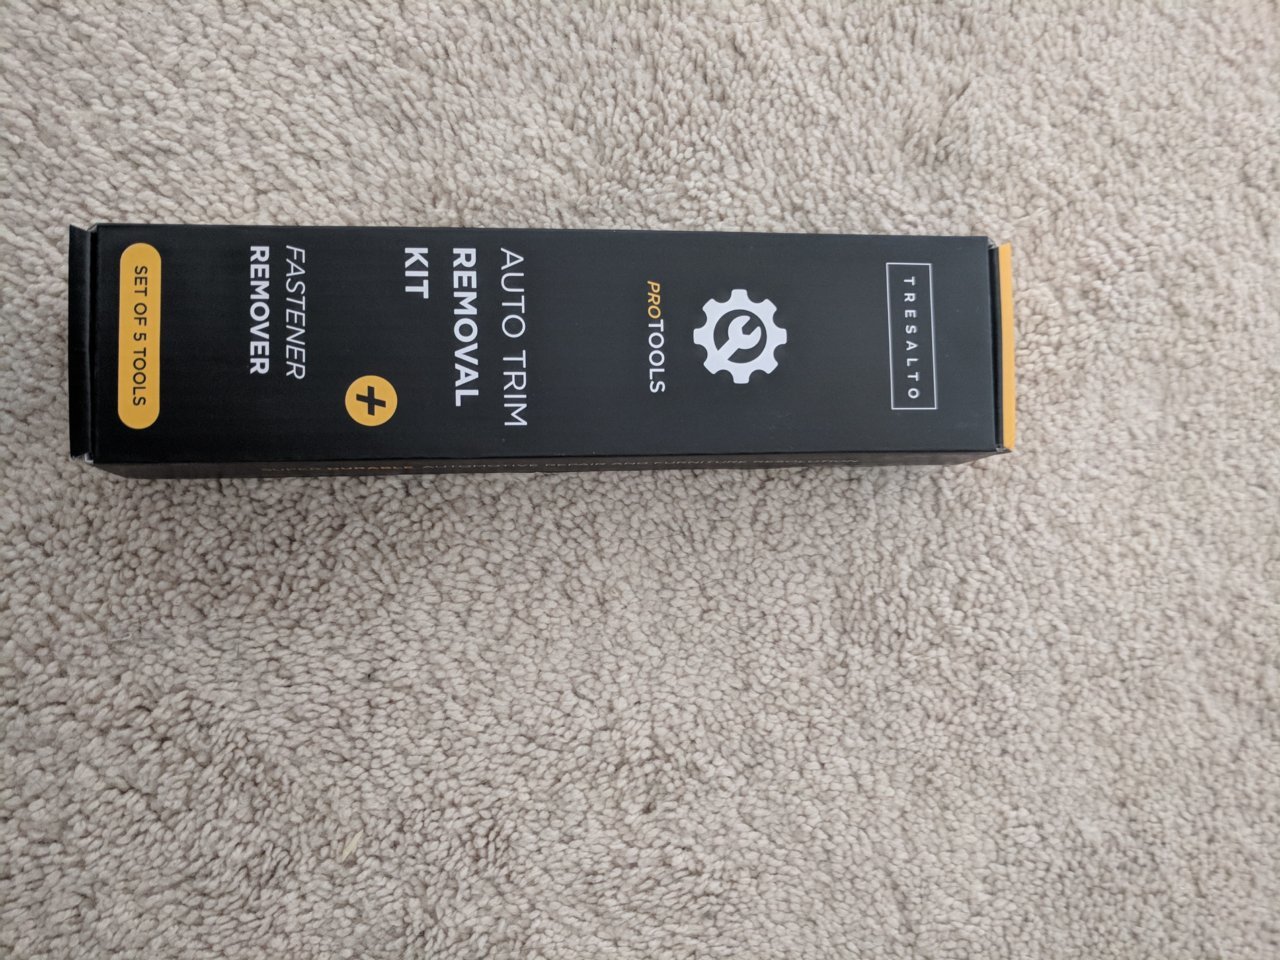 TRESALTO
PROTOOLS
AUTO TRIM
REMOVAL
KIT
+
FASTENER
REMOVER
SET OF 5 TOOLS